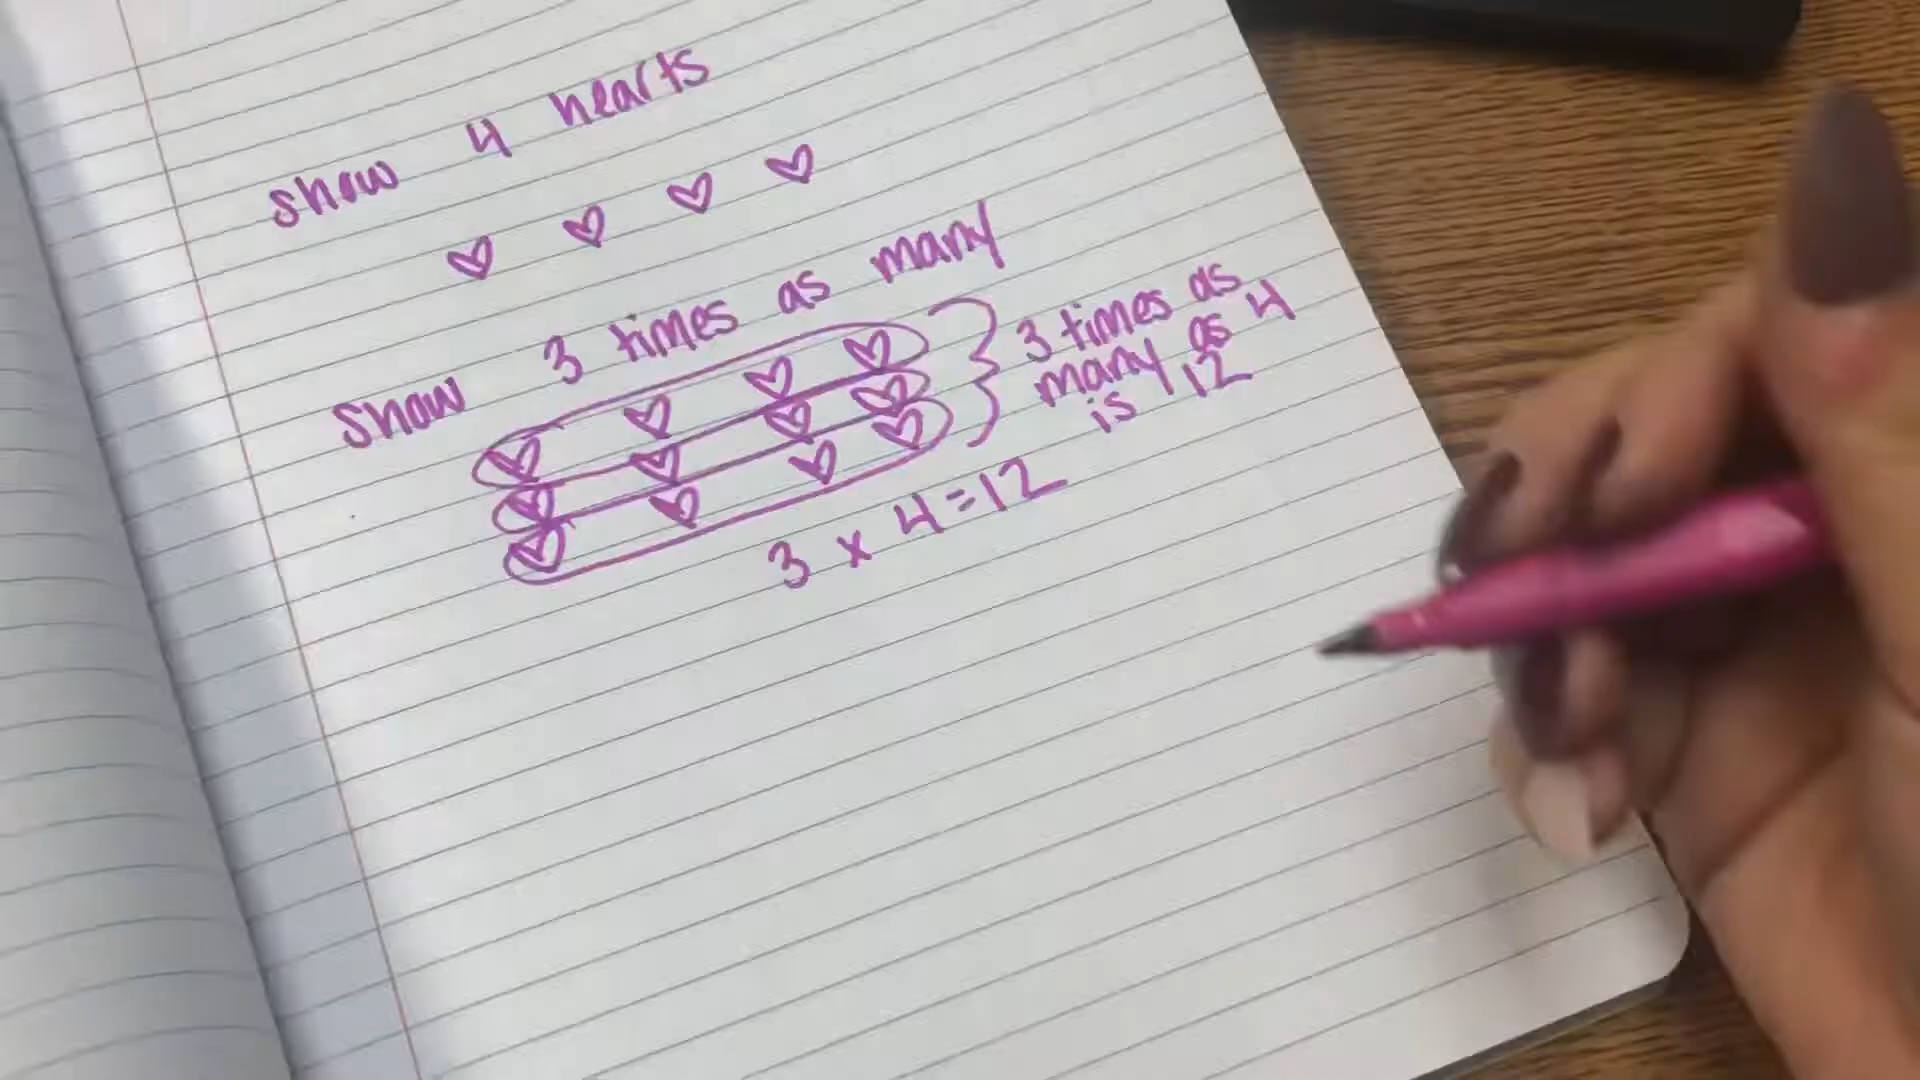 show 4 hearts
show 3 times as many
3 times as
many as 4
is 12
3 x 4 = 12